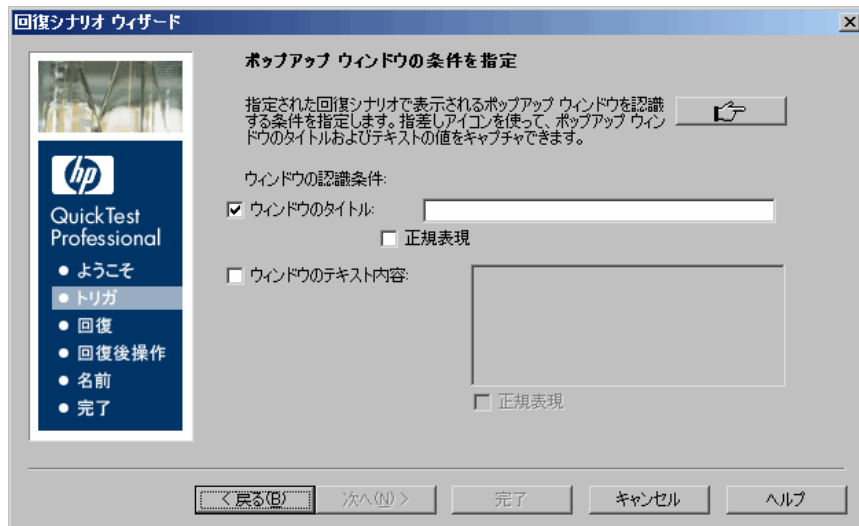 回復シナリオ ウィザード
ポップアップ ウィンドウの条件を指定
指定された回復シナリオで表示されるポップアップ ウィンドウを認識
する条件を指定します。指差しアイコンを使って、ポップアップ ウィン
ドウのタイトルおよびテキストの値をキャプチャできます。
ウィンドウの認識条件:
ウィンドウのタイトル:
正規表現
ウィンドウのテキスト内容:
正規表現
hp
QuickTest
Professional
ようこそ
トリガ
回復
回復後操作
名前
完了
< 戻る(B)
次へ(N) >
完了
キャンセル
ヘルプ